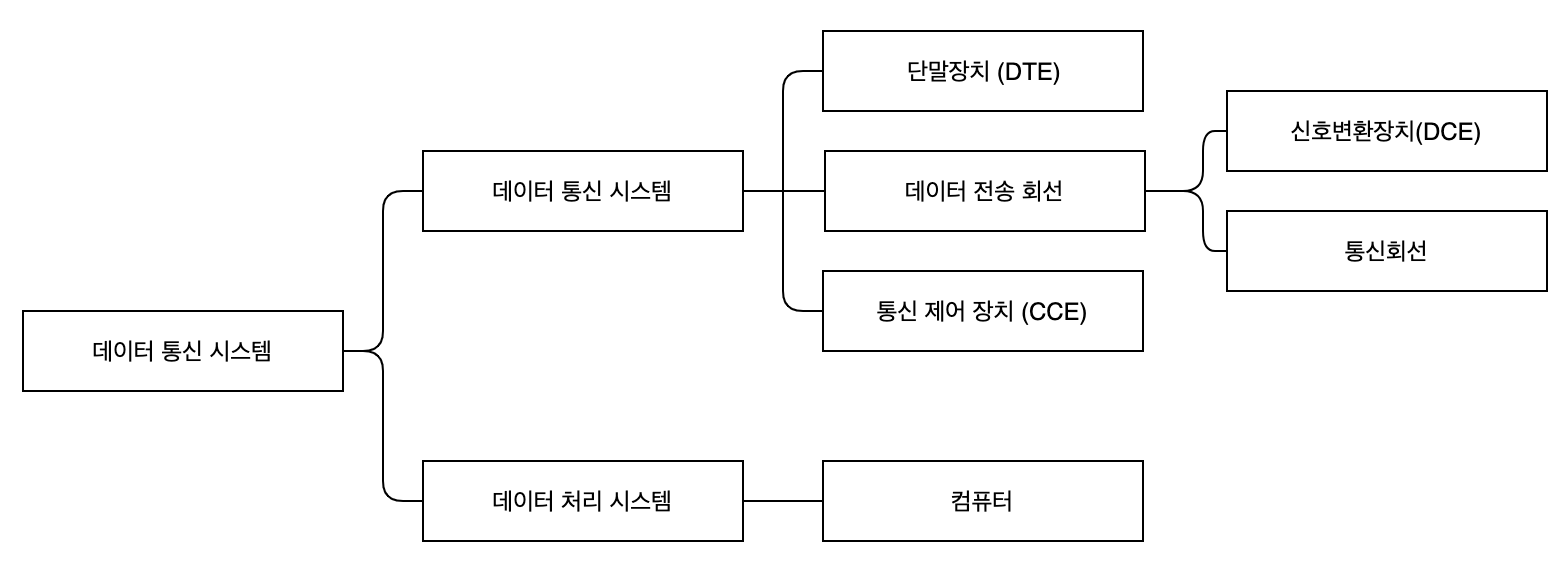 단말장치 (DTE)
신호변환장치(DCE)
데이터 통신 시스템
데이터 전송 회선
통신회선
통신 제어 장치 (CCE)
데이터 통신 시스템
데이터 처리 시스템
컴퓨터